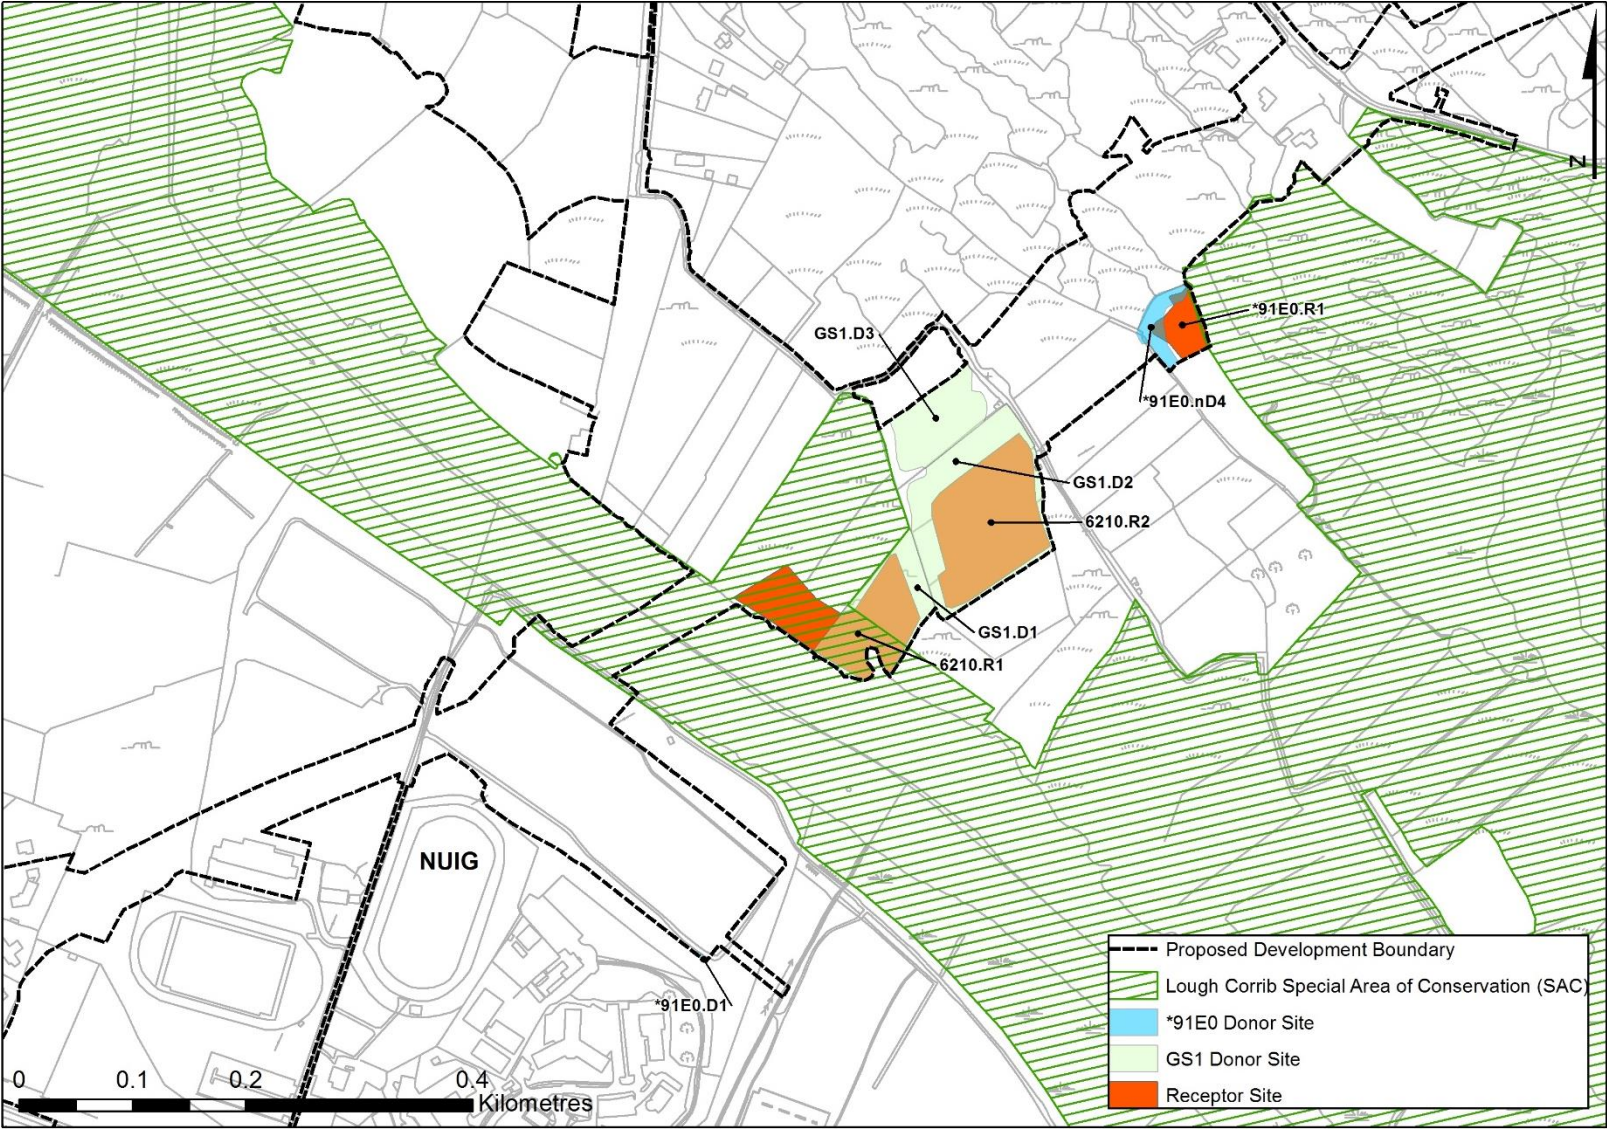 N
*91E0.R1
GS1.D3
*91E0.nD4
GS1.D2
6210.R2
GS1.D1
6210.R1
NUIG
*91E0.D1
Proposed Development Boundary
Lough Corrib Special Area of Conservation (SAC)
*91E0 Donor Site
GS1 Donor Site
Receptor Site
0 0.1 0.2 0.4
Kilometres